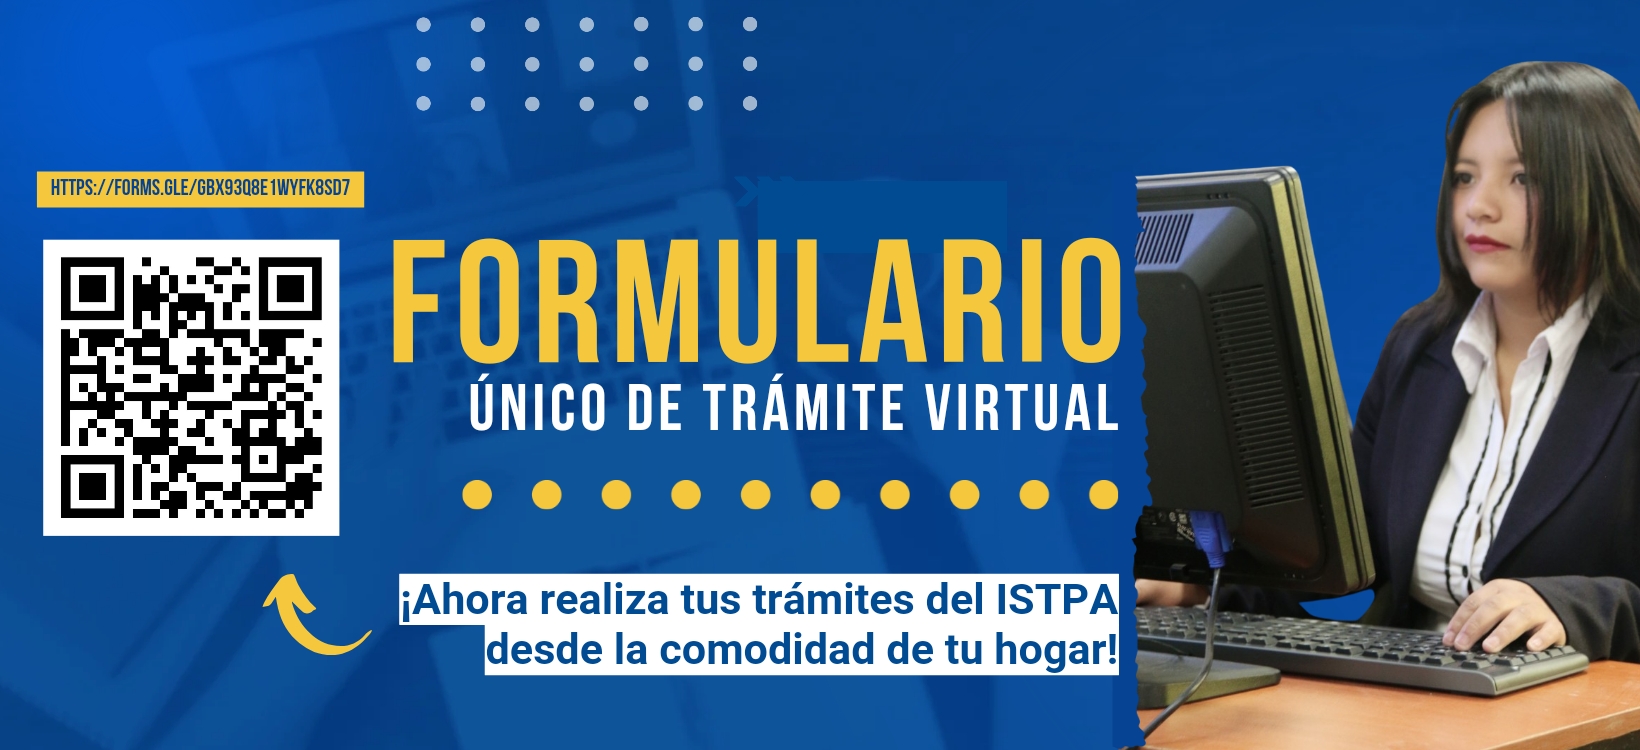 HTTPS://FORMS.GLE/GBX93Q8E1WYFK8SD7
FORMULARIO
ÚNICO DE TRÁMITE VIRTUAL
¡Ahora realiza tus trámites del ISTPA
desde la comodidad de tu hogar!